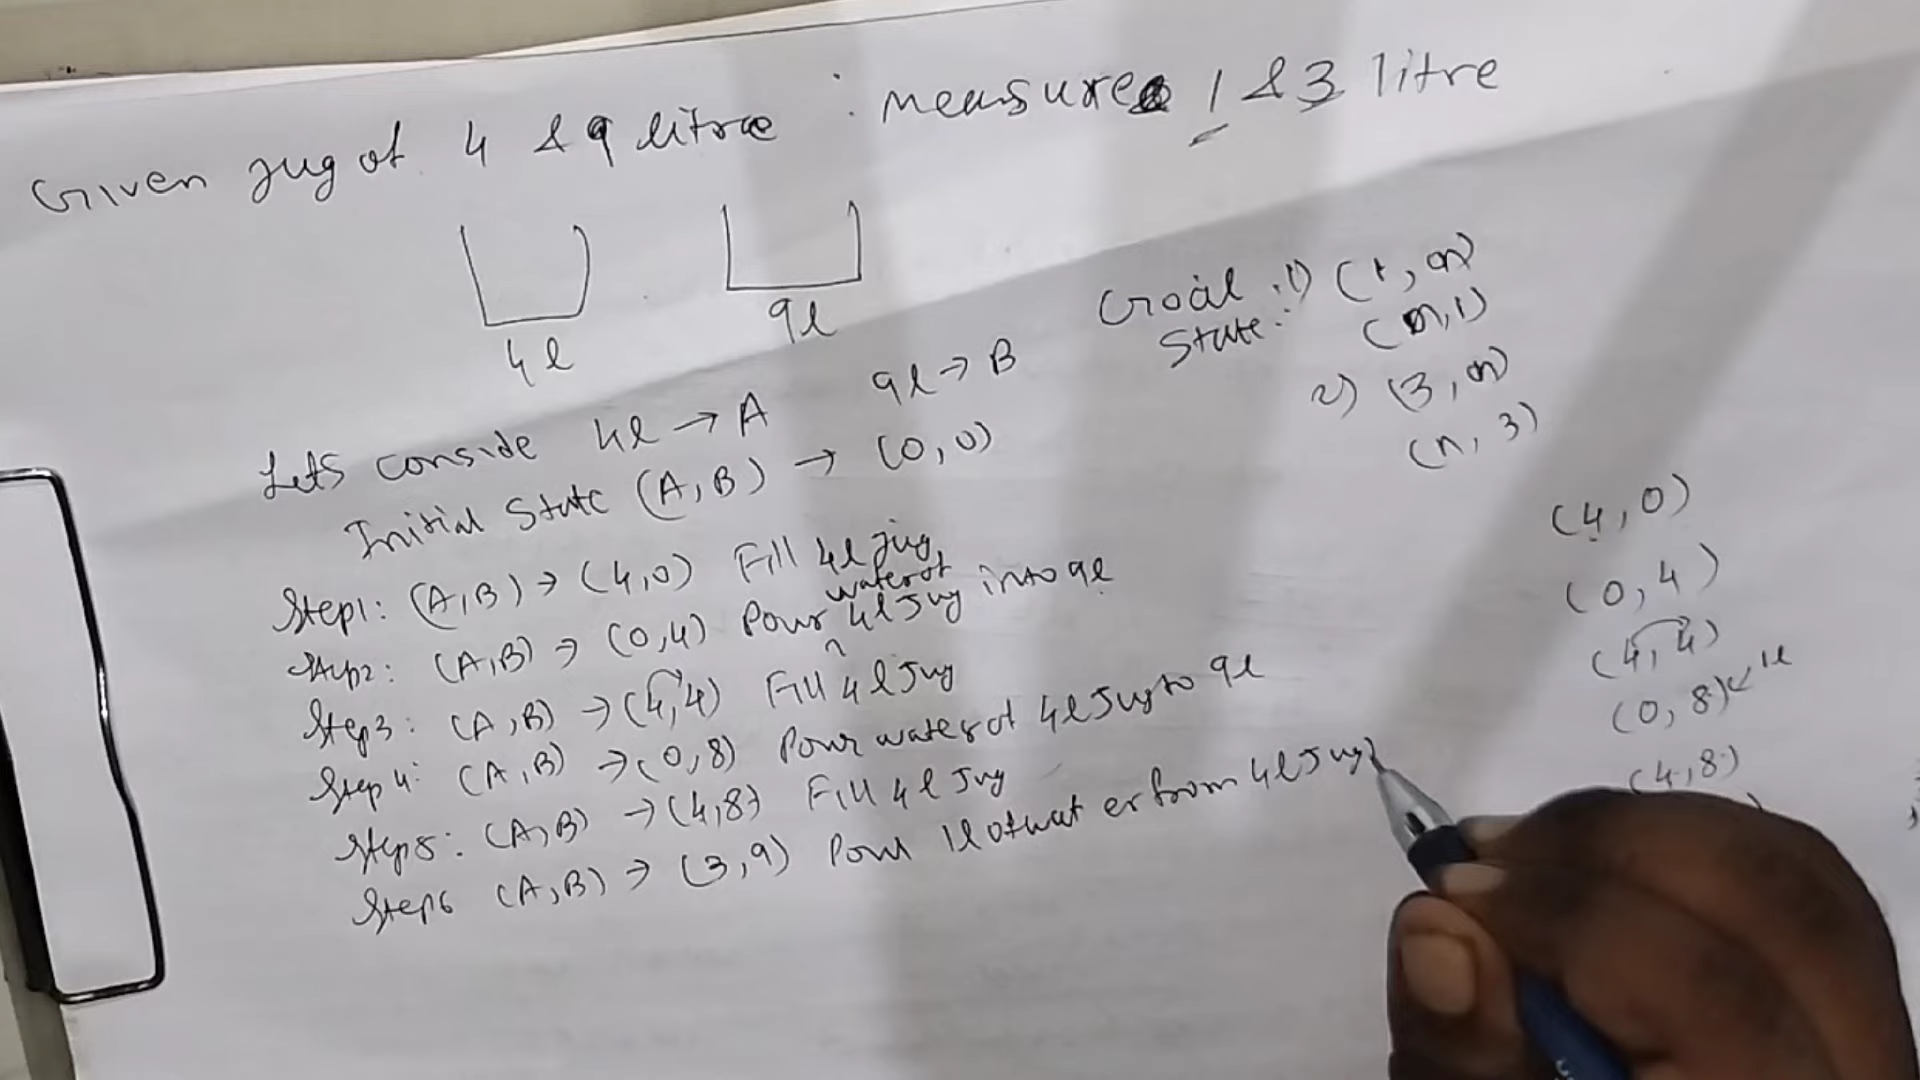 Given jug of 4 & 9 litre : measure 1 & 3 litre
4l
9l
Goal State: 1) (1, n)
(n, 1)
2) (3, n)
(n, 3)
Lets conside 4l → A 9l → B
Initial State (A, B) → (0, 0)
Step1: (A, B) → (4, 0) Fill 4l jug,
Step2: (A, B) → (0, 4) Pour water of 4l Jug into 9l
Step3: (A, B) → (4, 4) Fill 4l Jug
Step4: (A, B) → (0, 8) Pour water of 4l Jug to 9l
Step5: (A, B) → (4, 8) Fill 4l Jug
Step6 (A, B) → (3, 9) Pour 1l of water from 4l Jug
(4, 0)
(0, 4)
(4, 4)
(0, 8) ← 1l
(4, 8)